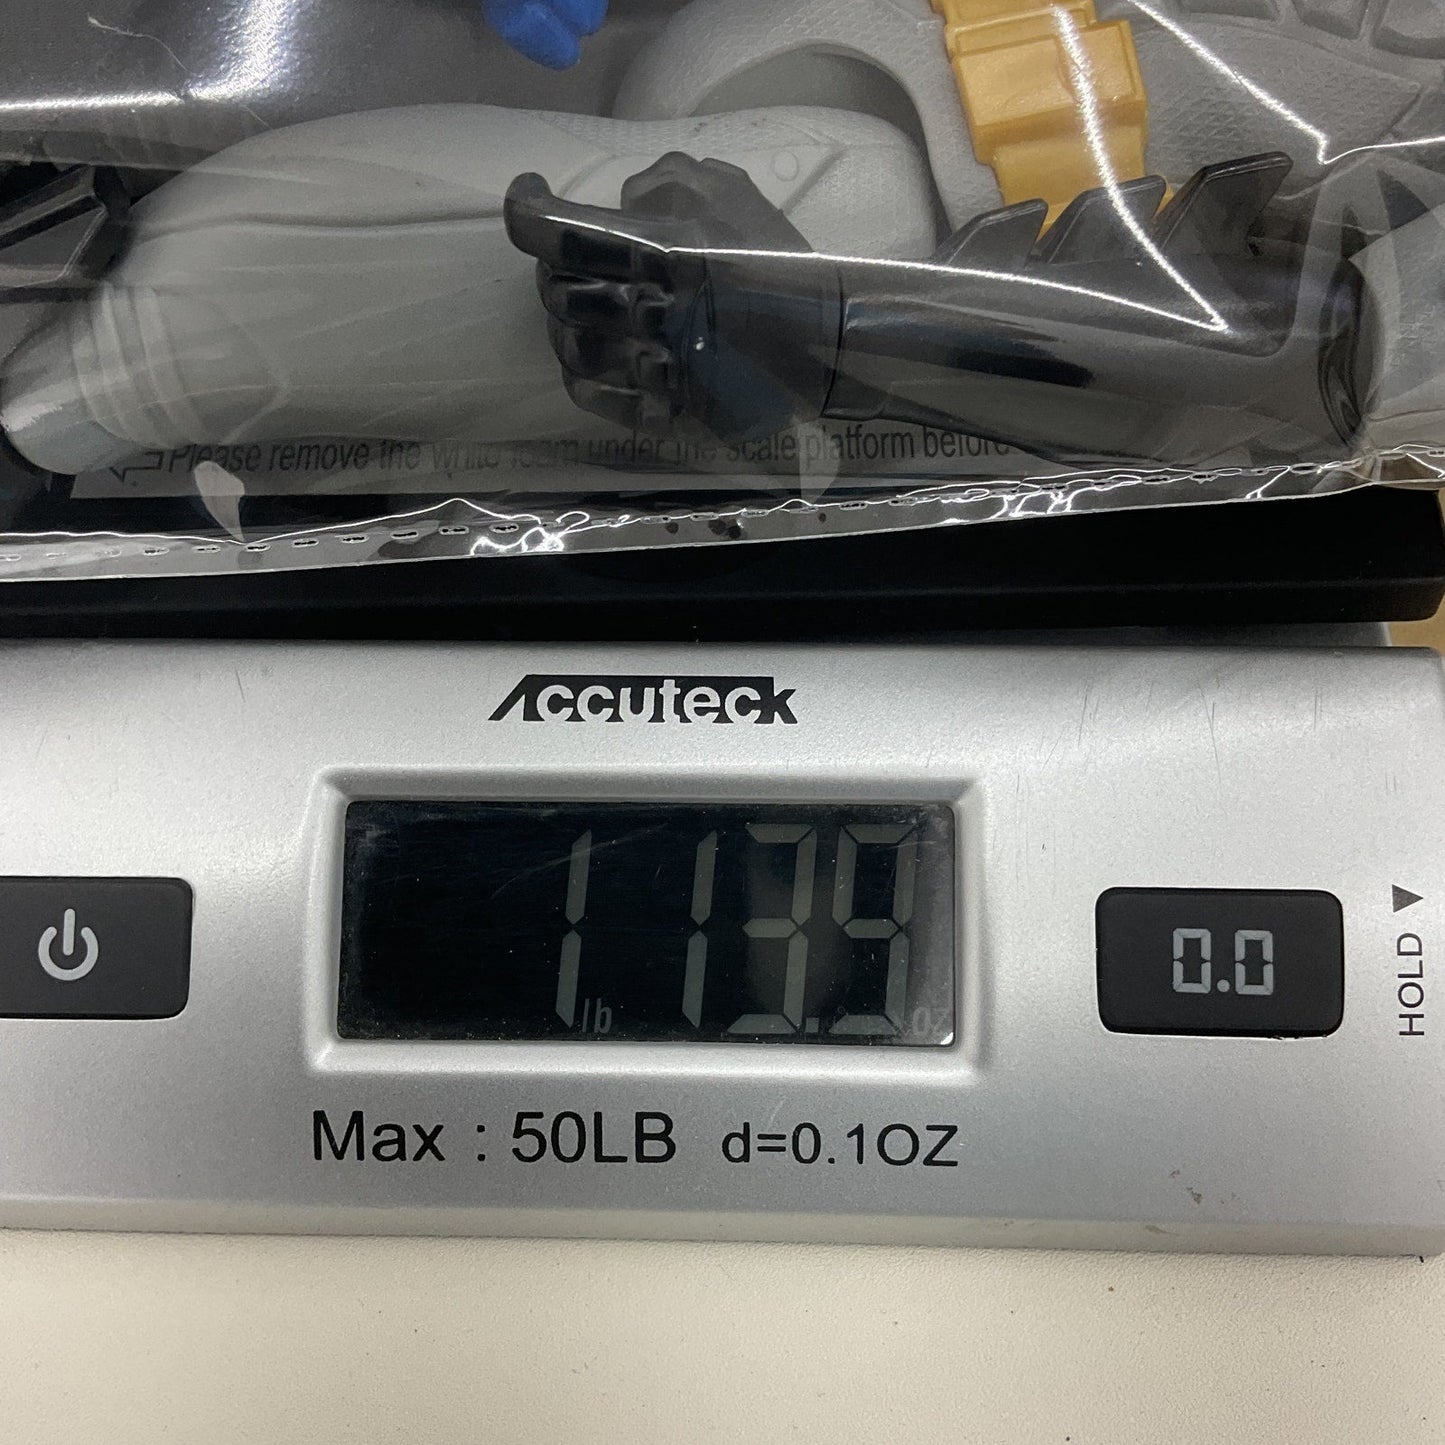 Please remove the white foam under the scale platform before
Accuteck
1 lb 13.9 oz
0.0
HOLD
Max : 50LB d=0.1OZ